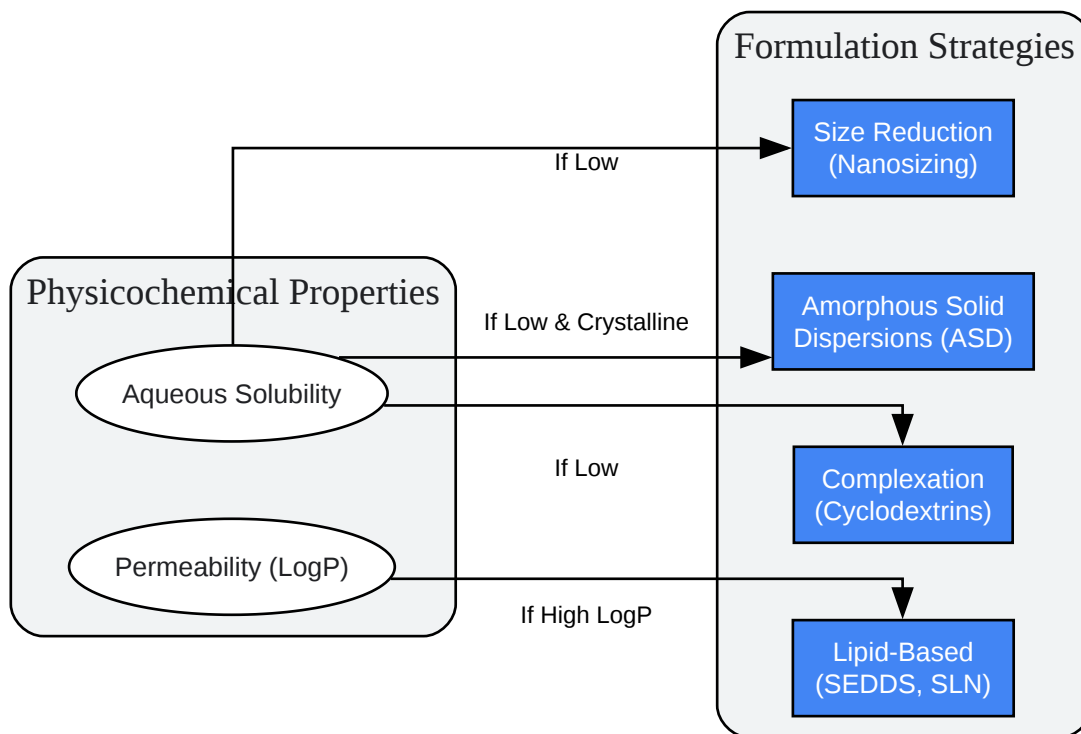 Formulation Strategies
Size Reduction
(Nanosizing)
If Low
Physicochemical Properties
Amorphous Solid
Dispersions (ASD)
If Low & Crystalline
Aqueous Solubility
If Low
Complexation
(Cyclodextrins)
Permeability (LogP)
If High LogP
Lipid-Based
(SEDDS, SLN)